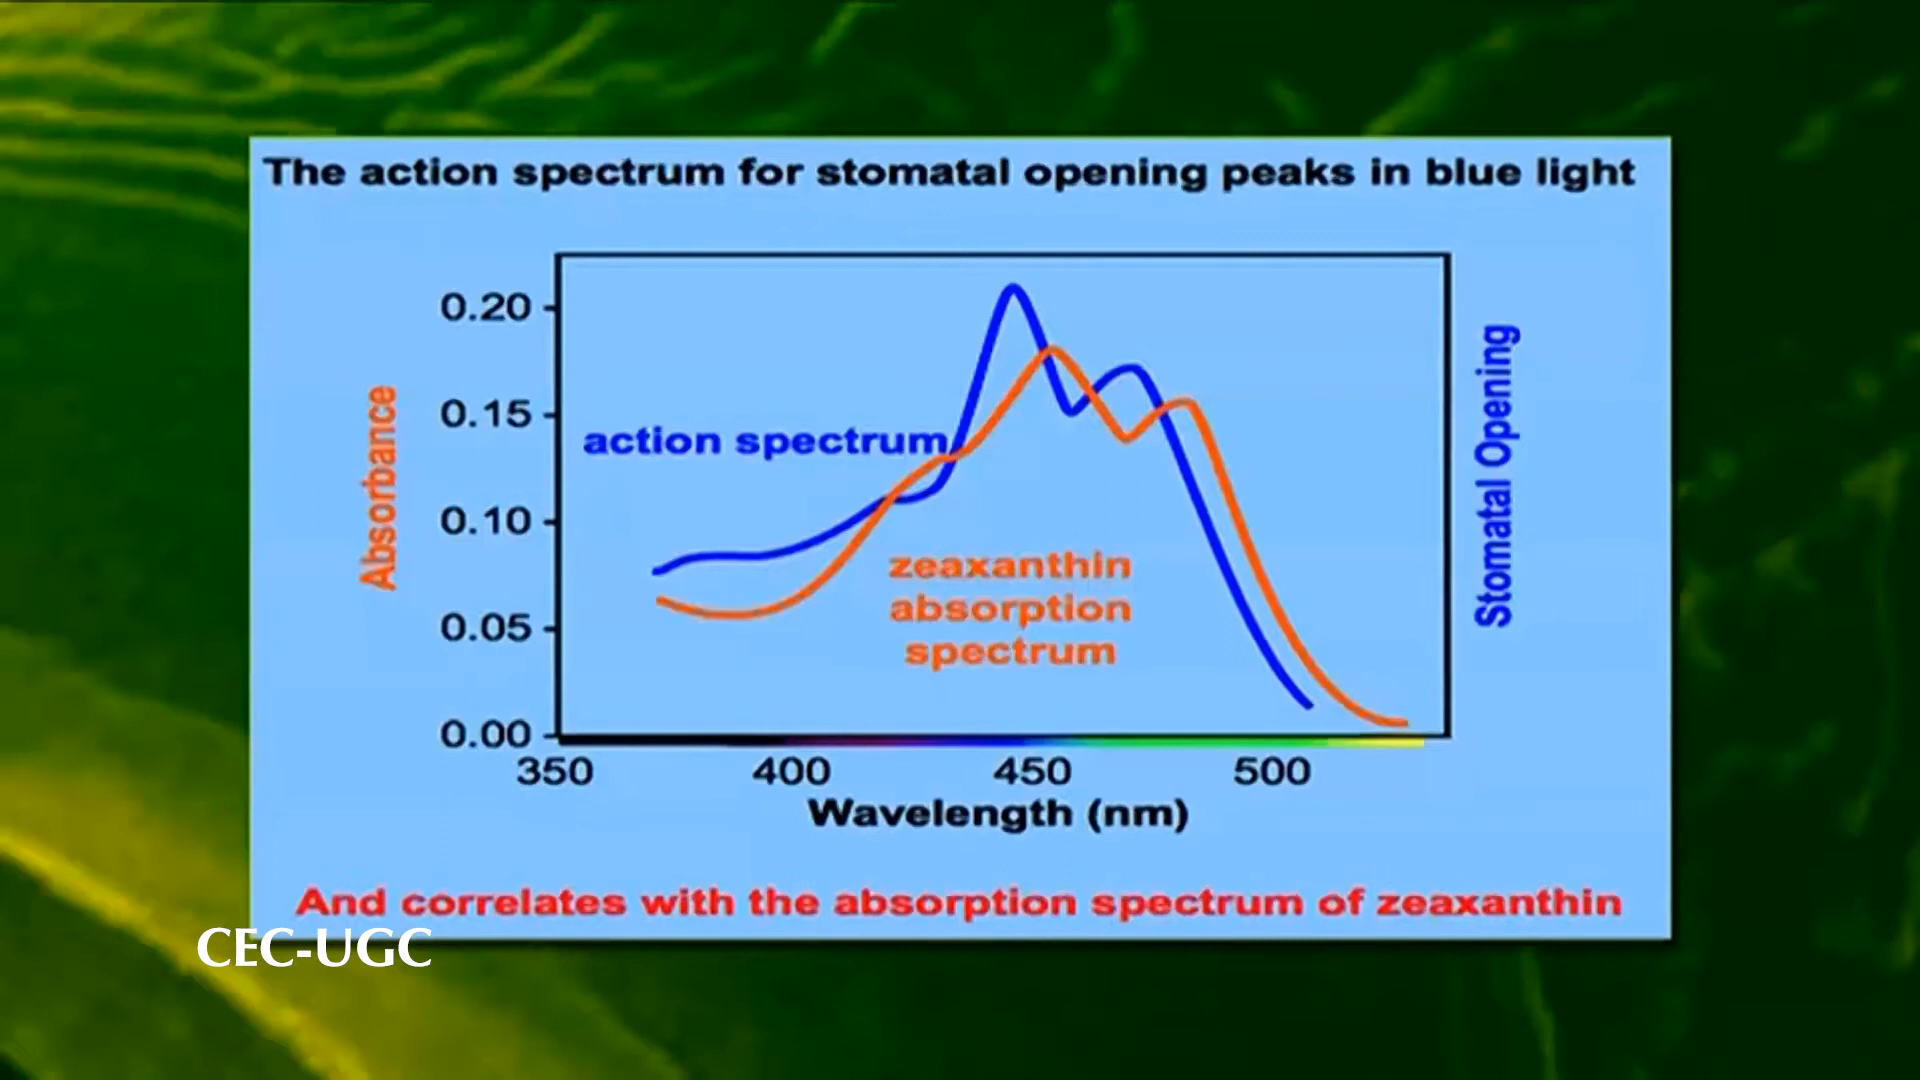 The action spectrum for stomatal opening peaks in blue light
Absorbance
0.20
0.15
0.10
0.05
0.00
action spectrum
zeaxanthin
absorption
spectrum
Stomatal Opening
350 400 450 500
Wavelength (nm)
And correlates with the absorption spectrum of zeaxanthin
CEC-UGC